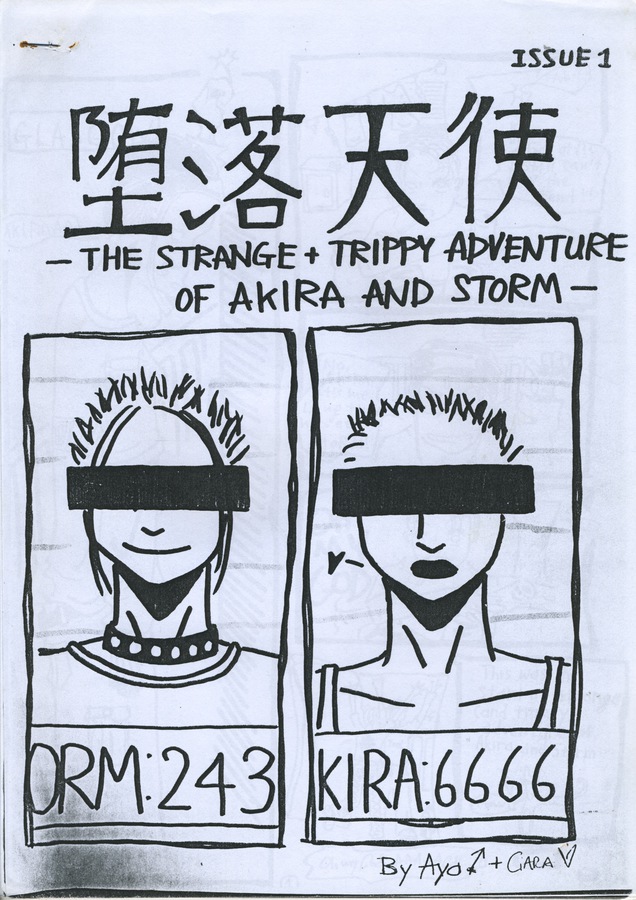 ISSUE 1
堕落天使
— THE STRANGE + TRIPPY ADVENTURE
OF AKIRA AND STORM —
ORM:243
KIRA:6666
By Ayo + GARA